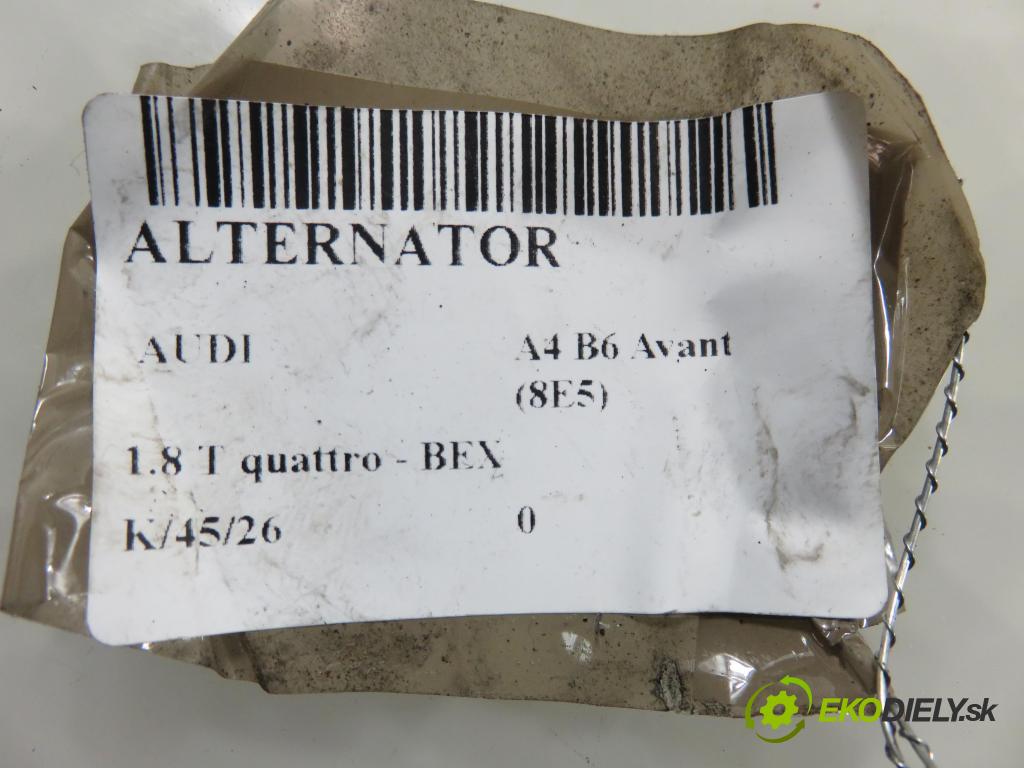 ALTERNATOR
AUDI A4 B6 Avant
(8E5)
1.8 T quattro - BEX
K/45/26 0
EKODIELY.sk